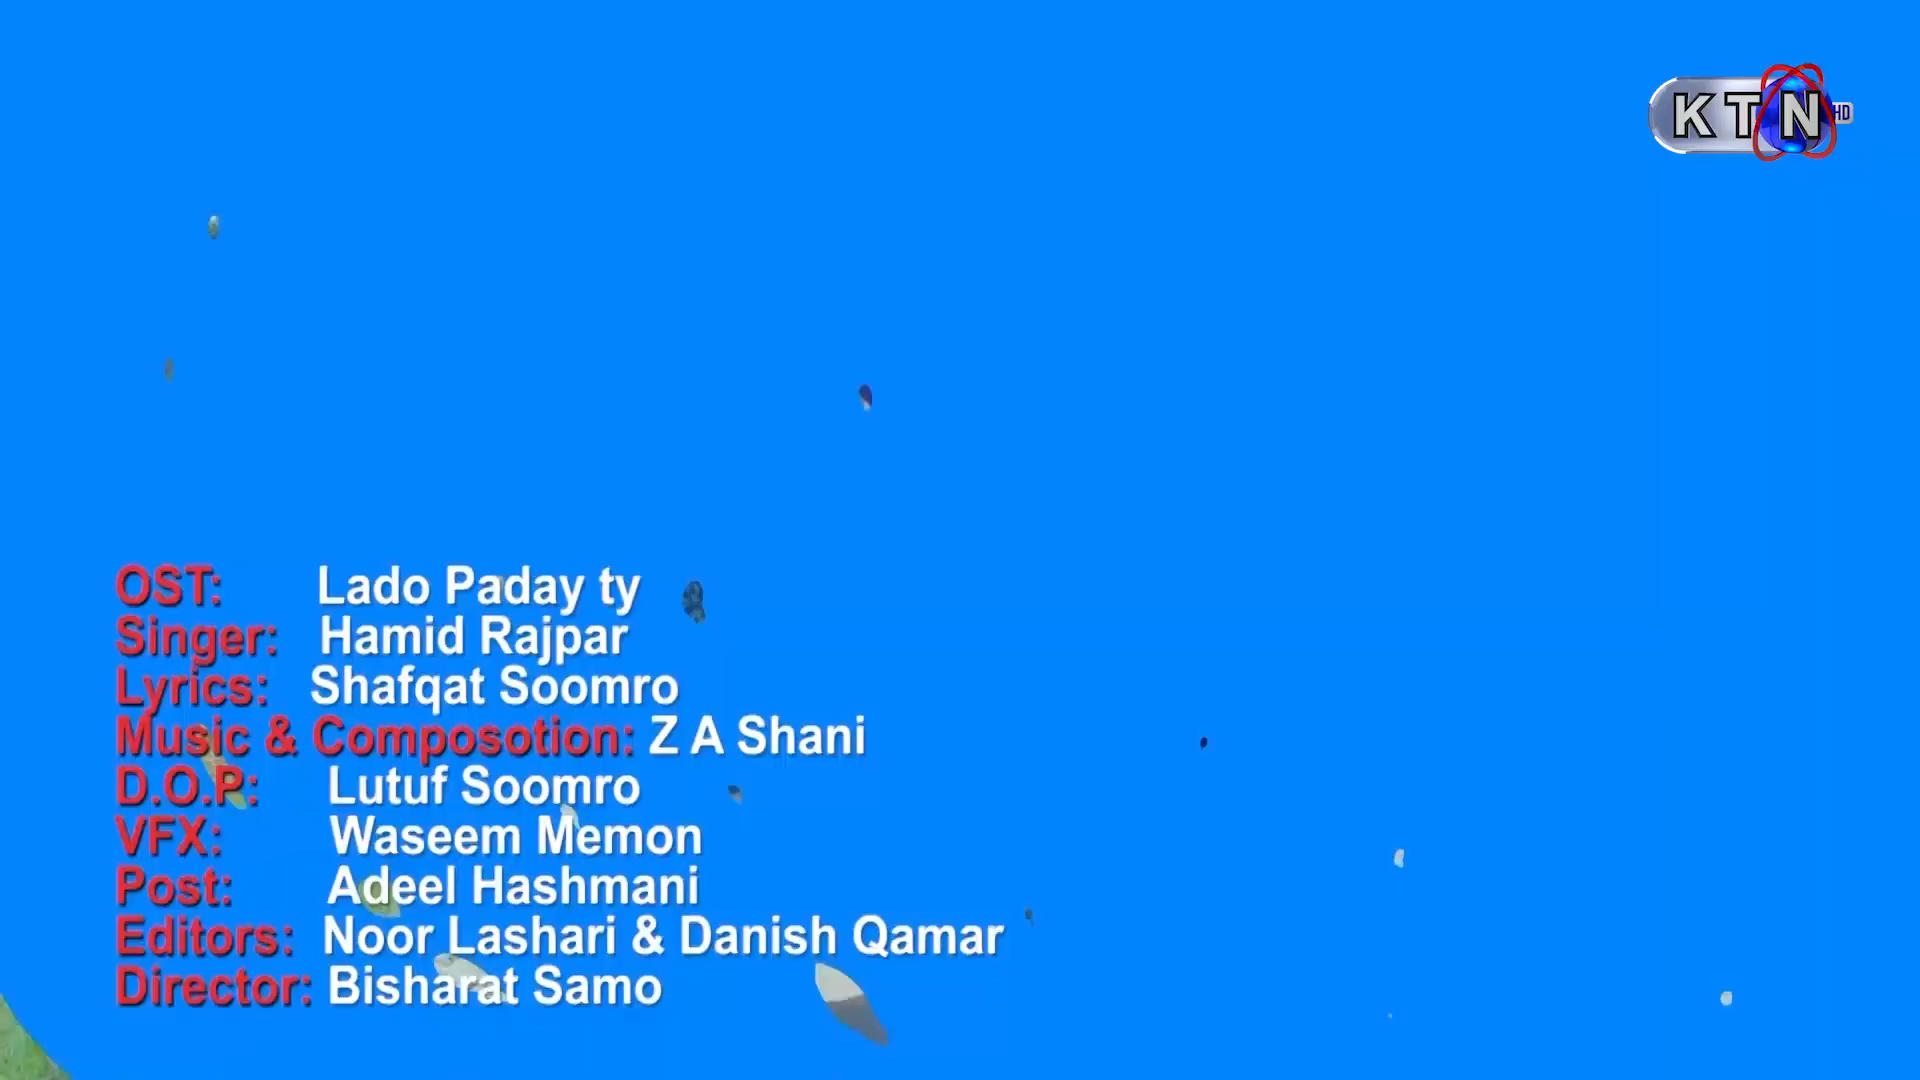 KTN HD
OST: Lado Paday ty
Singer: Hamid Rajpar
Lyrics: Shafqat Soomro
Music & Composotion: Z A Shani
D.O.P: Lutuf Soomro
VFX: Waseem Memon
Post: Adeel Hashmani
Editors: Noor Lashari & Danish Qamar
Director: Bisharat Samo